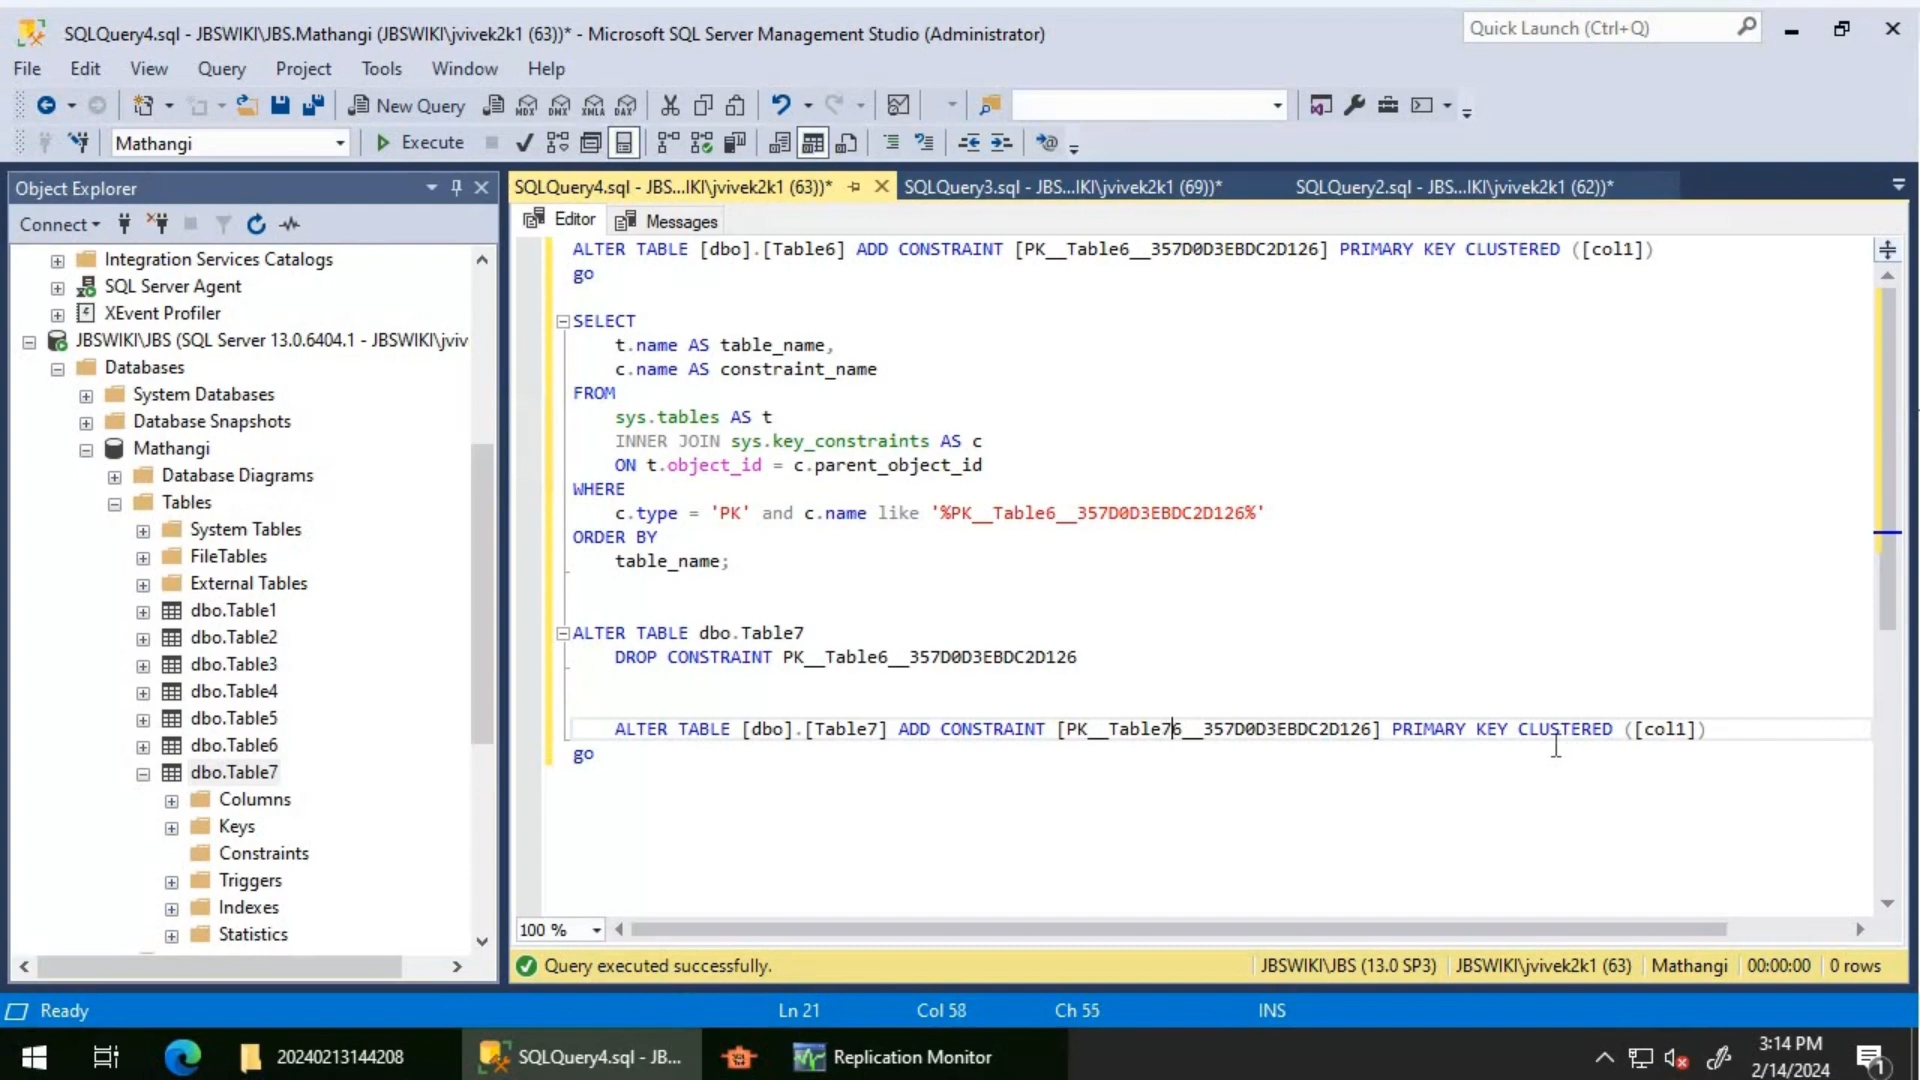 SQLQuery4.sql - JBSWIKI\JBS.Mathangi (JBSWIKI\jvivek2k1 (63))* - Microsoft SQL Server Management Studio (Administrator)
Quick Launch (Ctrl+Q)
File Edit View Query Project Tools Window Help
New Query
MDX DMX XMLA DAX
Mathangi
Execute
Object Explorer
SQLQuery4.sql - JBS...IKI\jvivek2k1 (63))*
SQLQuery3.sql - JBS...IKI\jvivek2k1 (69))*
SQLQuery2.sql - JBS...IKI\jvivek2k1 (62))*
Connect
Editor
Messages
Integration Services Catalogs
SQL Server Agent
XEvent Profiler
JBSWIKI\JBS (SQL Server 13.0.6404.1 - JBSWIKI\jviv
Databases
System Databases
Database Snapshots
Mathangi
Database Diagrams
Tables
System Tables
FileTables
External Tables
dbo.Table1
dbo.Table2
dbo.Table3
dbo.Table4
dbo.Table5
dbo.Table6
dbo.Table7
Columns
Keys
Constraints
Triggers
Indexes
Statistics
ALTER TABLE [dbo].[Table6] ADD CONSTRAINT [PK__Table6__357D0D3EBDC2D126] PRIMARY KEY CLUSTERED ([col1])
go
SELECT
t.name AS table_name,
c.name AS constraint_name
FROM
sys.tables AS t
INNER JOIN sys.key_constraints AS c
ON t.object_id = c.parent_object_id
WHERE
c.type = 'PK' and c.name like '%PK__Table6__357D0D3EBDC2D126%'
ORDER BY
table_name;
ALTER TABLE dbo.Table7
DROP CONSTRAINT PK__Table6__357D0D3EBDC2D126
ALTER TABLE [dbo].[Table7] ADD CONSTRAINT [PK__Table76__357D0D3EBDC2D126] PRIMARY KEY CLUSTERED ([col1])
go
100 %
Query executed successfully.
JBSWIKI\JBS (13.0 SP3) JBSWIKI\jvivek2k1 (63) Mathangi 00:00:00 0 rows
Ready
Ln 21 Col 58 Ch 55 INS
20240213144208
SQLQuery4.sql - JB...
Replication Monitor
3:14 PM
2/14/2024
1